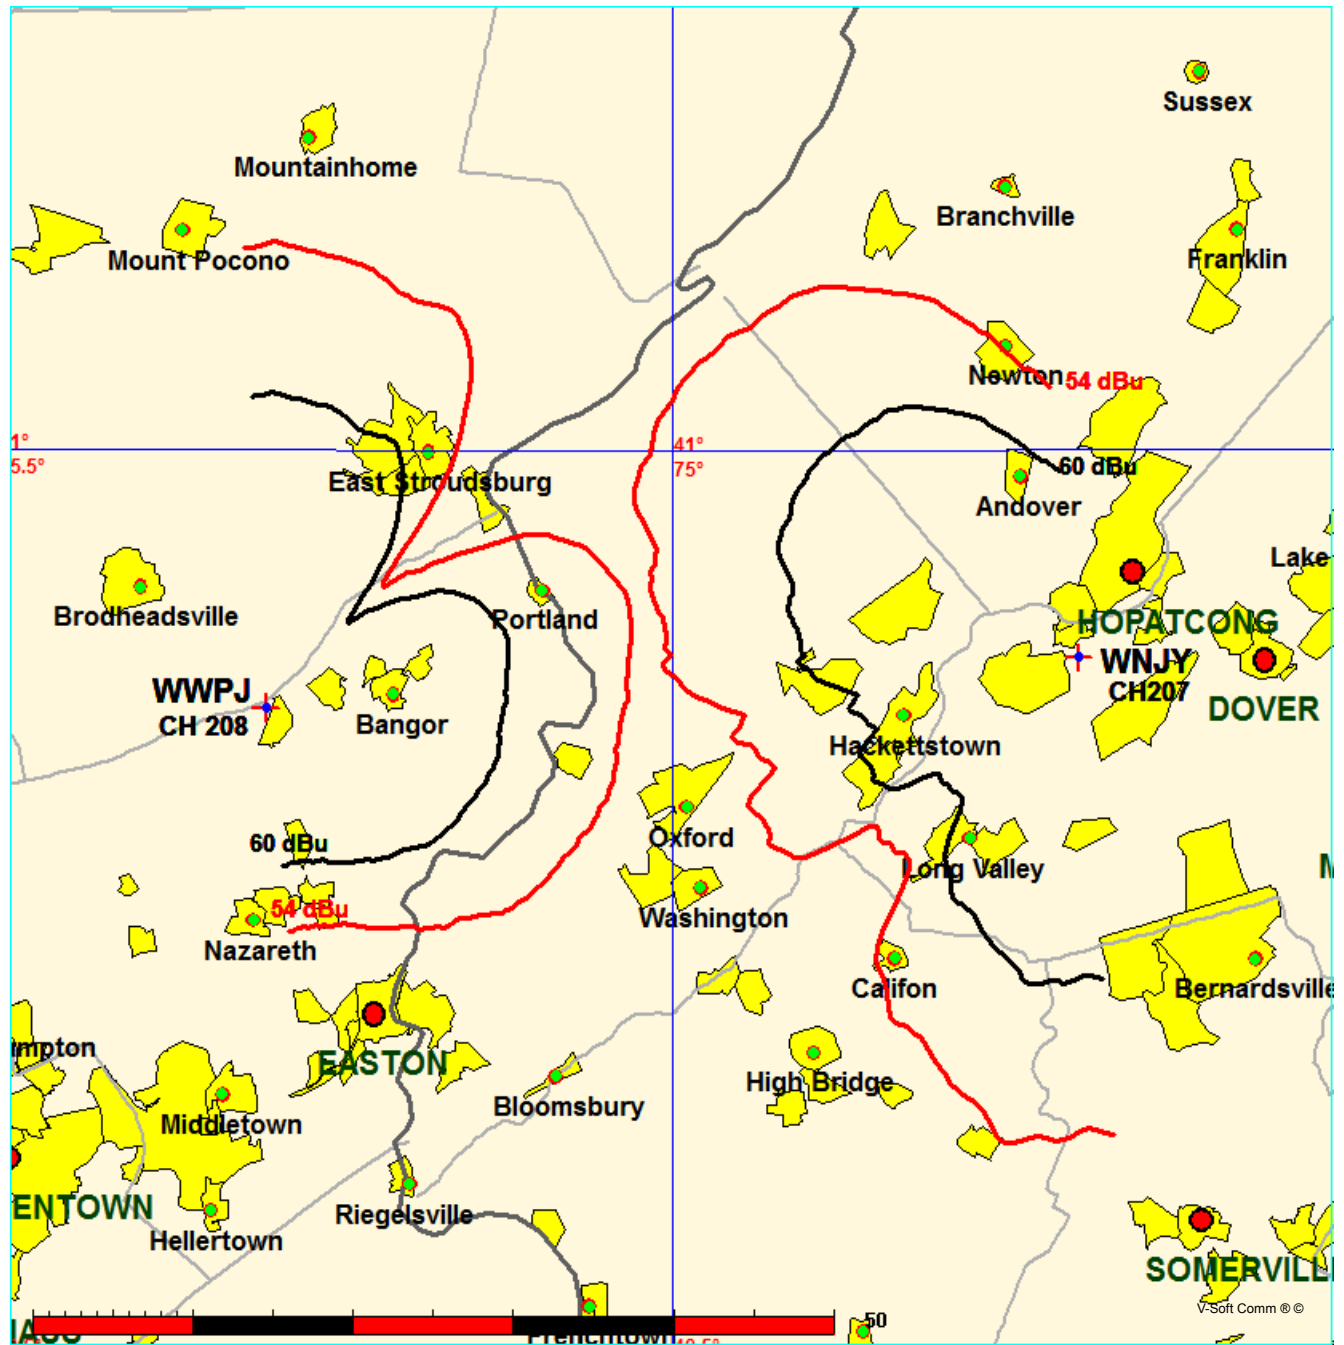 Sussex
Mountainhome
Branchville
Mount Pocono
Franklin
Newton
54 dBu
1°
41°
5.5°
75°
60 dBu
East Stroudsburg
Andover
Lake
Brodheadsville
Portland
HOPATCONG
WWPJ
CH 208
WNJY
CH207
Bangor
DOVER
Hackettstown
Oxford
60 dBu
Long Valley
54 dBu
Washington
Nazareth
Califon
Bernardsville
mpton
EASTON
High Bridge
Bloomsbury
Middletown
ENTOWN
Riegelsville
Hellertown
SOMERVILL
V-Soft Comm ® ©
50
Frenchtown